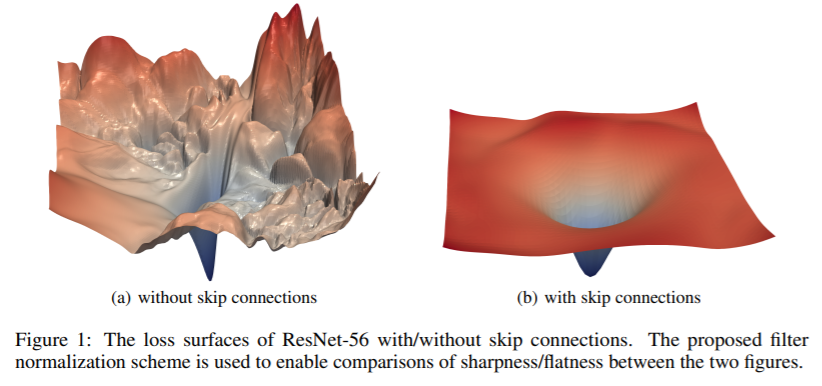 (a) without skip connections
(b) with skip connections
Figure 1: The loss surfaces of ResNet-56 with/without skip connections. The proposed filter
normalization scheme is used to enable comparisons of sharpness/flatness between the two figures.